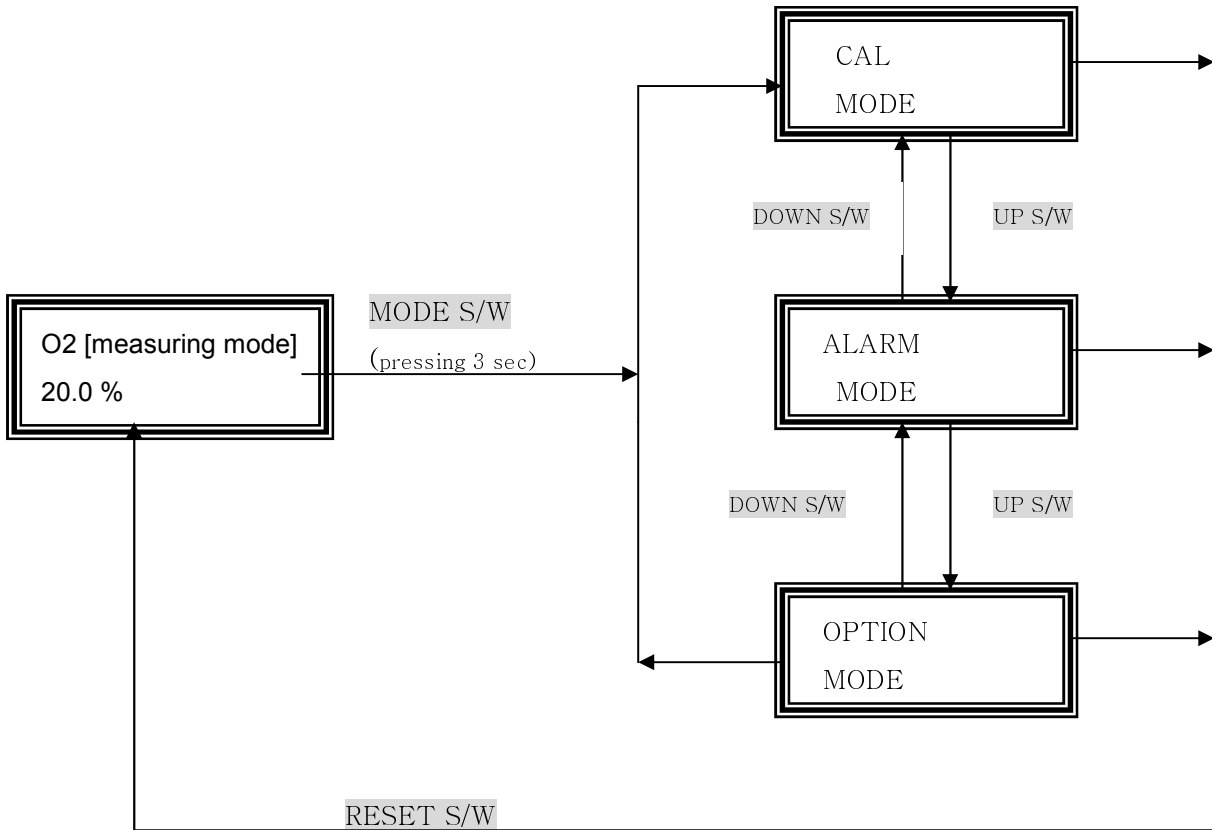 CAL
MODE
DOWN S/W
UP S/W
MODE S/W
(pressing 3 sec)
O2 [measuring mode]
20.0 %
ALARM
MODE
DOWN S/W
UP S/W
OPTION
MODE
RESET S/W